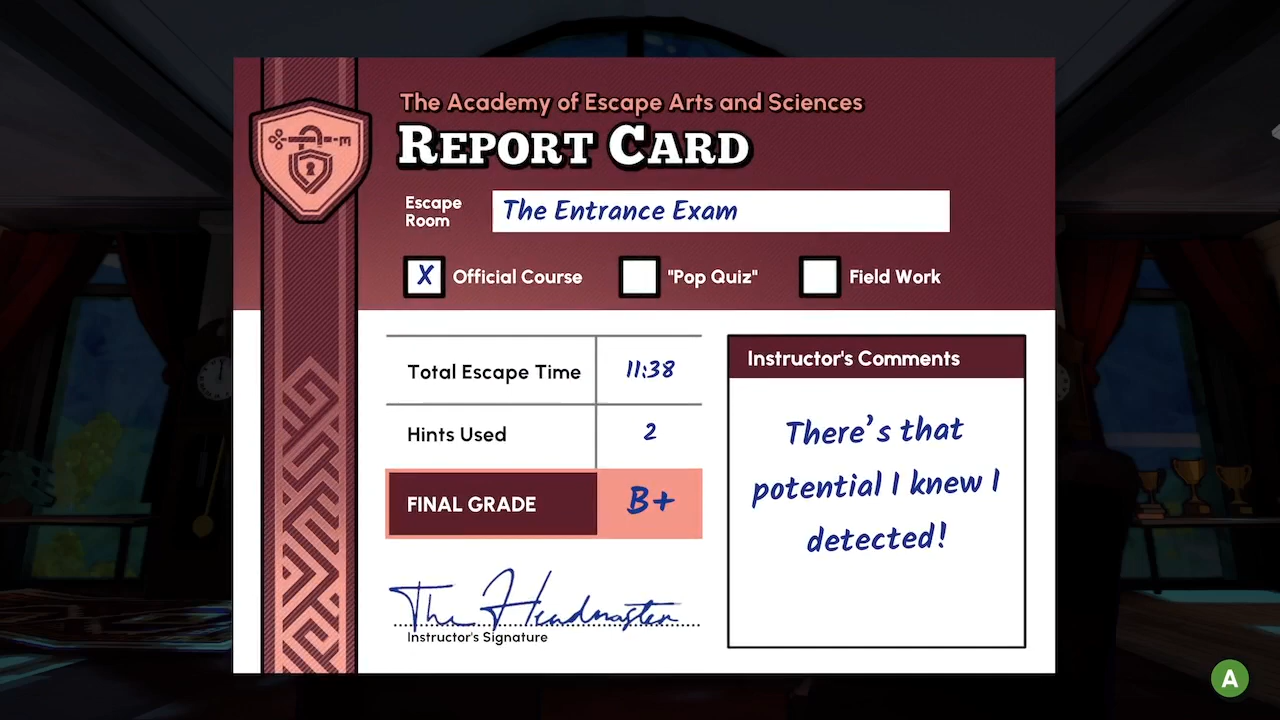 The Academy of Escape Arts and Sciences
REPORT CARD
Escape
Room
The Entrance Exam
X Official Course "Pop Quiz" Field Work
Total Escape Time 11:38
Hints Used 2
FINAL GRADE B+
The Headmaster
Instructor's Signature
Instructor's Comments
There's that
potential I knew I
detected!
A